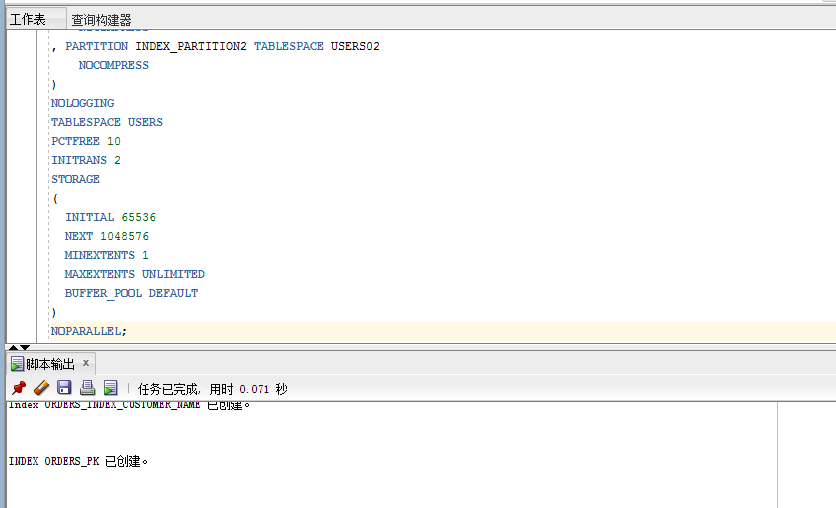 工作表 查询构建器
, PARTITION INDEX_PARTITION2 TABLESPACE USERS02
NOCOMPRESS
)
NOLOGGING
TABLESPACE USERS
PCTFREE 10
INITRANS 2
STORAGE
(
INITIAL 65536
NEXT 1048576
MINEXTENTS 1
MAXEXTENTS UNLIMITED
BUFFER_POOL DEFAULT
)
NOPARALLEL;
脚本输出 ×
任务已完成, 用时 0.071 秒
Index ORDERS_INDEX_CUSTOMER_NAME 已创建。
INDEX ORDERS_PK 已创建。